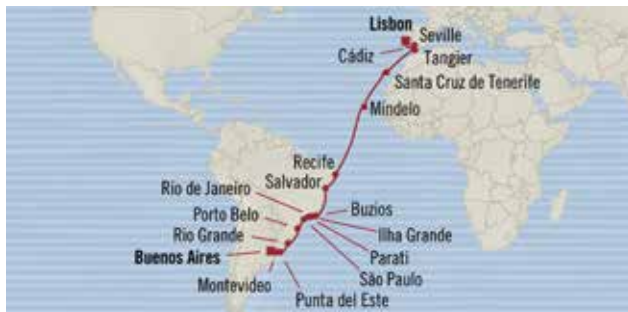 Lisbon
Seville
Cádiz
Tangier
Santa Cruz de Tenerife
Mindelo
Recife
Salvador
Rio de Janeiro
Buzios
Porto Belo
Ilha Grande
Rio Grande
Parati
Buenos Aires
São Paulo
Montevideo
Punta del Este